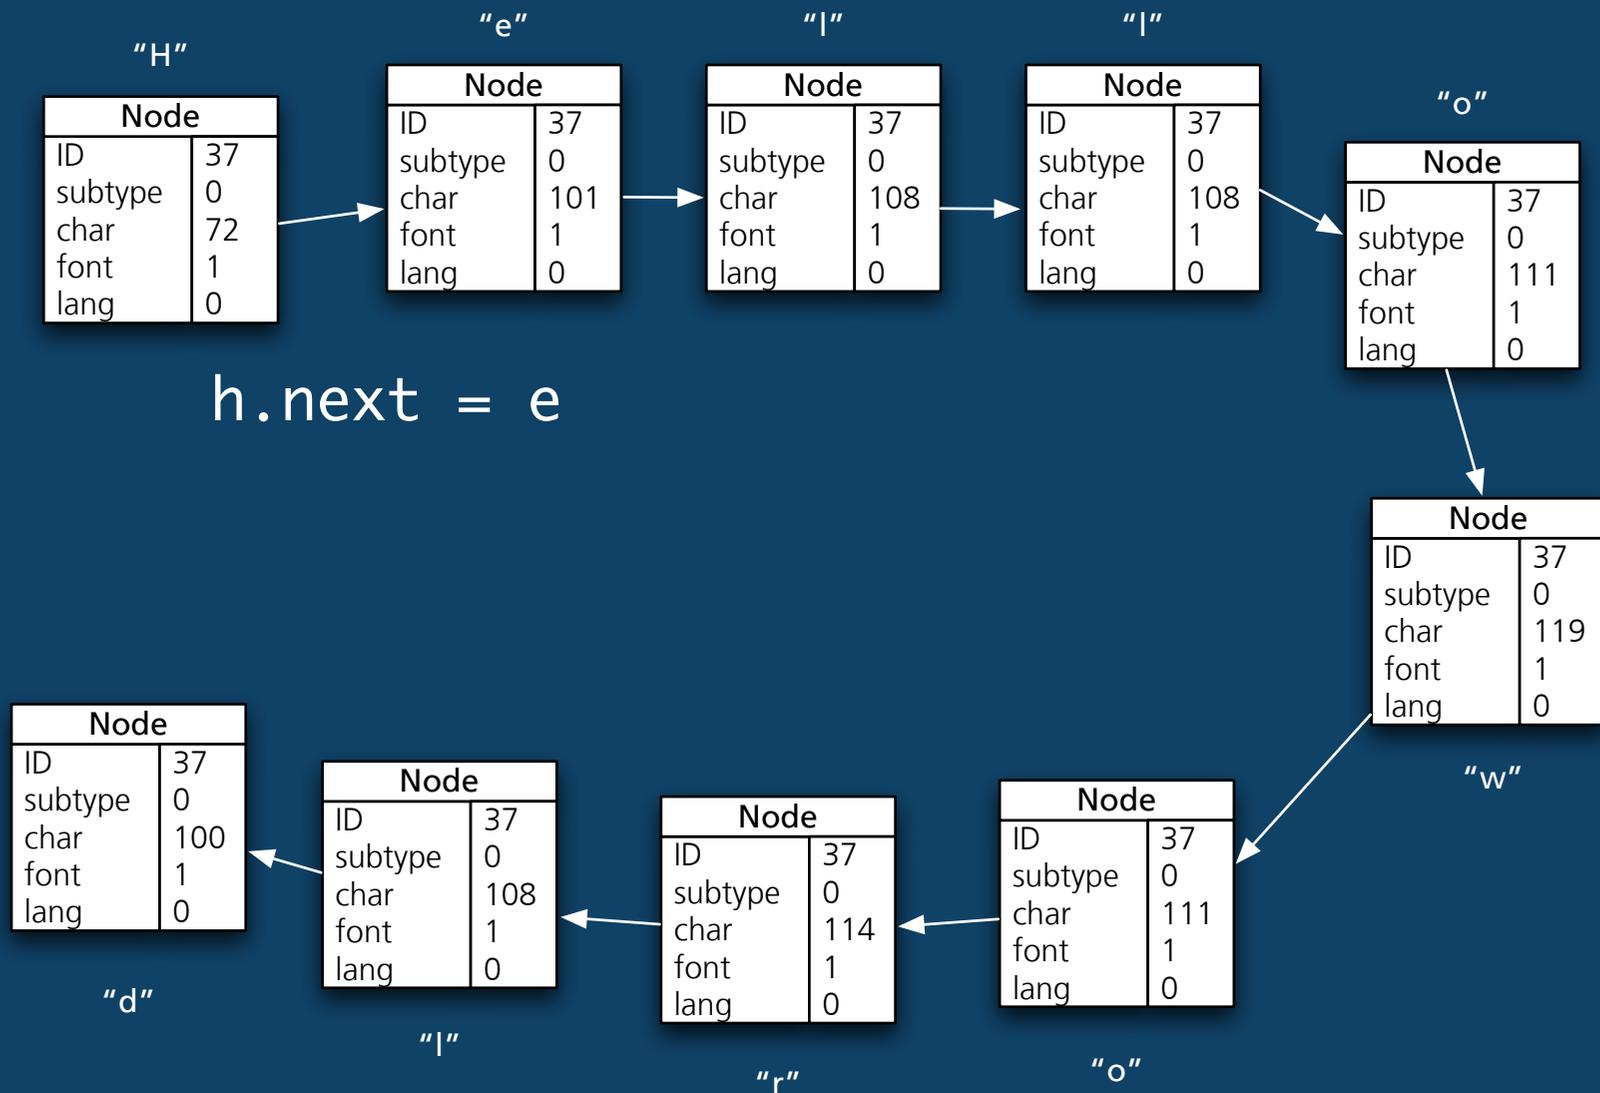 “H”
Node
ID 37
subtype 0
char 72
font 1
lang 0
“e”
Node
ID 37
subtype 0
char 101
font 1
lang 0
“l”
Node
ID 37
subtype 0
char 108
font 1
lang 0
“l”
Node
ID 37
subtype 0
char 108
font 1
lang 0
“o”
Node
ID 37
subtype 0
char 111
font 1
lang 0
h.next = e
Node
ID 37
subtype 0
char 119
font 1
lang 0
“w”
Node
ID 37
subtype 0
char 111
font 1
lang 0
“o”
Node
ID 37
subtype 0
char 114
font 1
lang 0
“r”
Node
ID 37
subtype 0
char 108
font 1
lang 0
“l”
Node
ID 37
subtype 0
char 100
font 1
lang 0
“d”